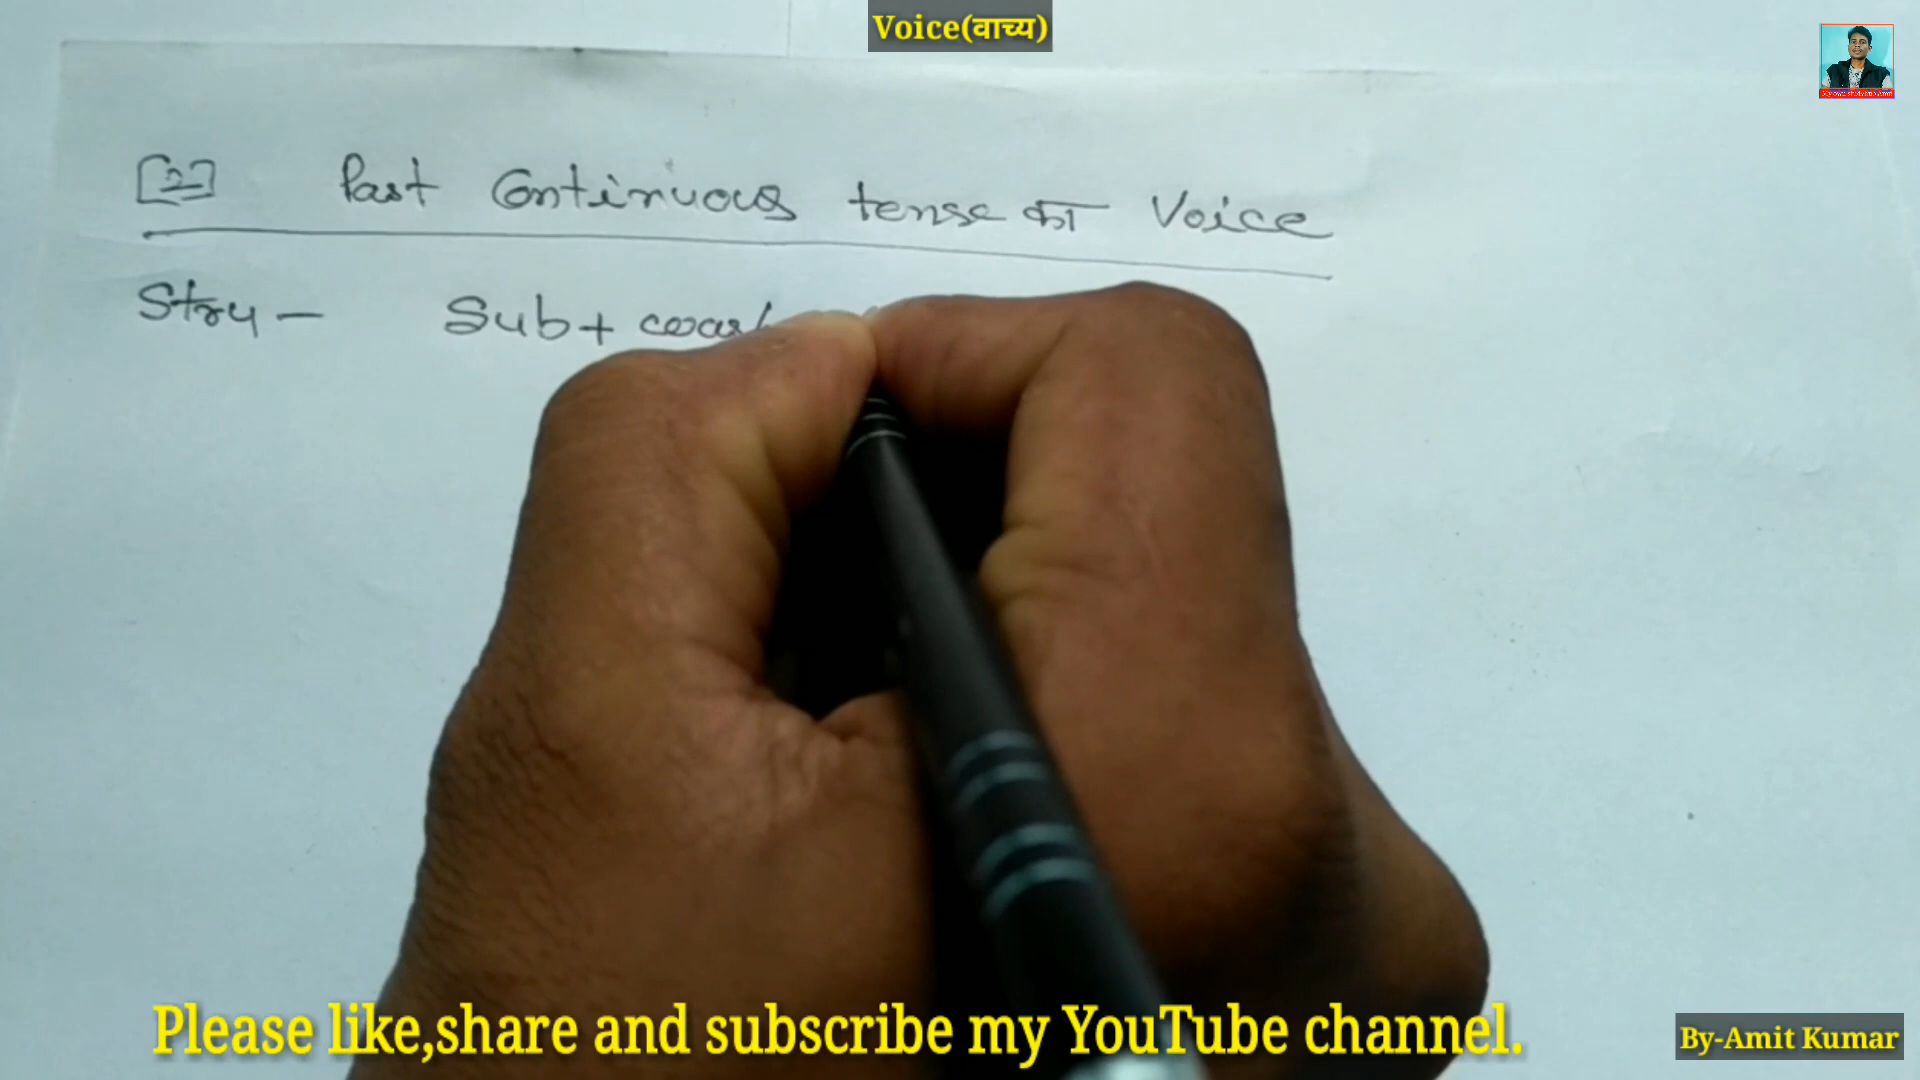 Voice(वाच्य)
[2] Past Continuous tense का Voice
Stru - Sub + was/
Please like,share and subscribe my YouTube channel.
By-Amit Kumar